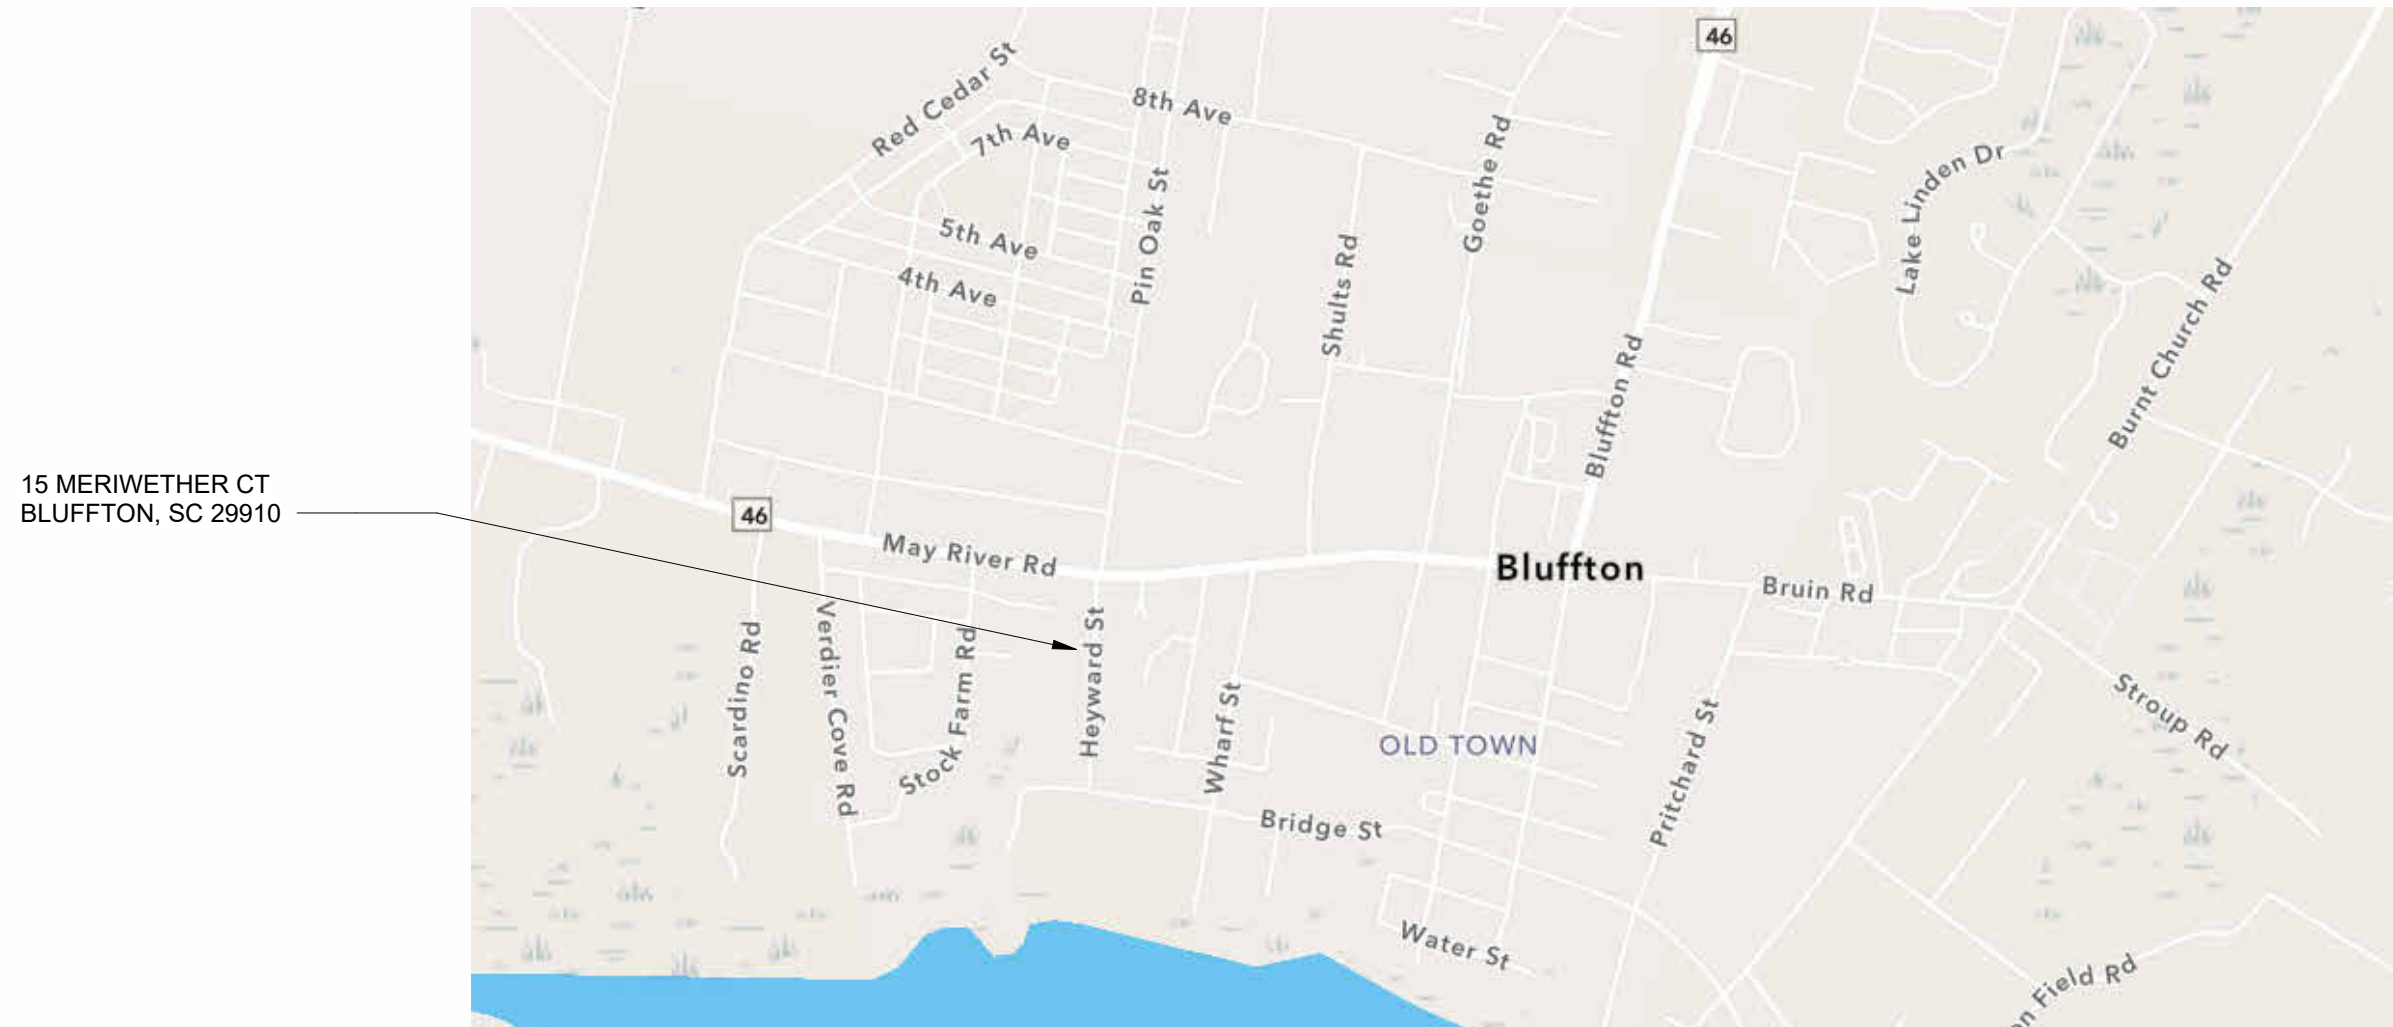 46
Red Cedar St
8th Ave
7th Ave
Goethe Rd
Lake Linden Dr
Pin Oak St
5th Ave
4th Ave
Shults Rd
Burnt Church Rd
Bluffton Rd
15 MERIWETHER CT
BLUFFTON, SC 29910
46
May River Rd
Bluffton
Bruin Rd
Scardino Rd
Verdier Cove Rd
Stock Farm Rd
Heyward St
Wharf St
OLD TOWN
Pritchard St
Stroup Rd
Bridge St
Water St
on Field Rd